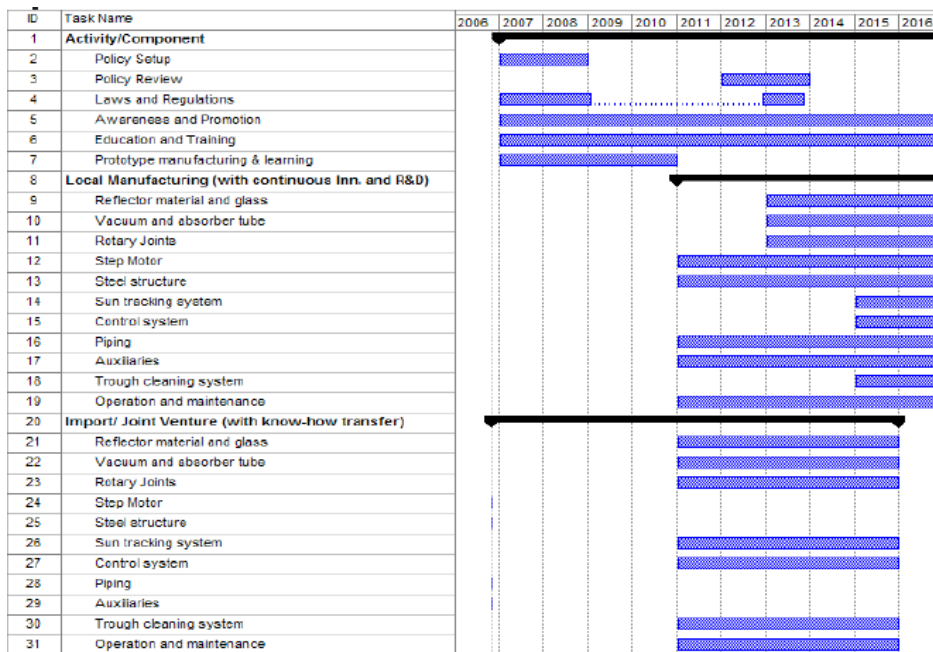 ID Task Name 2006 2007 2008 2009 2010 2011 2012 2013 2014 2015 2016
1 Activity/Component
2 Policy Setup
3 Policy Review
4 Laws and Regulations
5 Awareness and Promotion
6 Education and Training
7 Prototype manufacturing & learning
8 Local Manufacturing (with continuous Inn. and R&D)
9 Reflector material and glass
10 Vacuum and absorber tube
11 Rotary Joints
12 Step Motor
13 Steel structure
14 Sun tracking system
15 Control system
16 Piping
17 Auxiliaries
18 Trough cleaning system
19 Operation and maintenance
20 Import/ Joint Venture (with know-how transfer)
21 Reflector material and glass
22 Vacuum and absorber tube
23 Rotary Joints
24 Step Motor
25 Steel structure
26 Sun tracking system
27 Control system
28 Piping
29 Auxiliaries
30 Trough cleaning system
31 Operation and maintenance